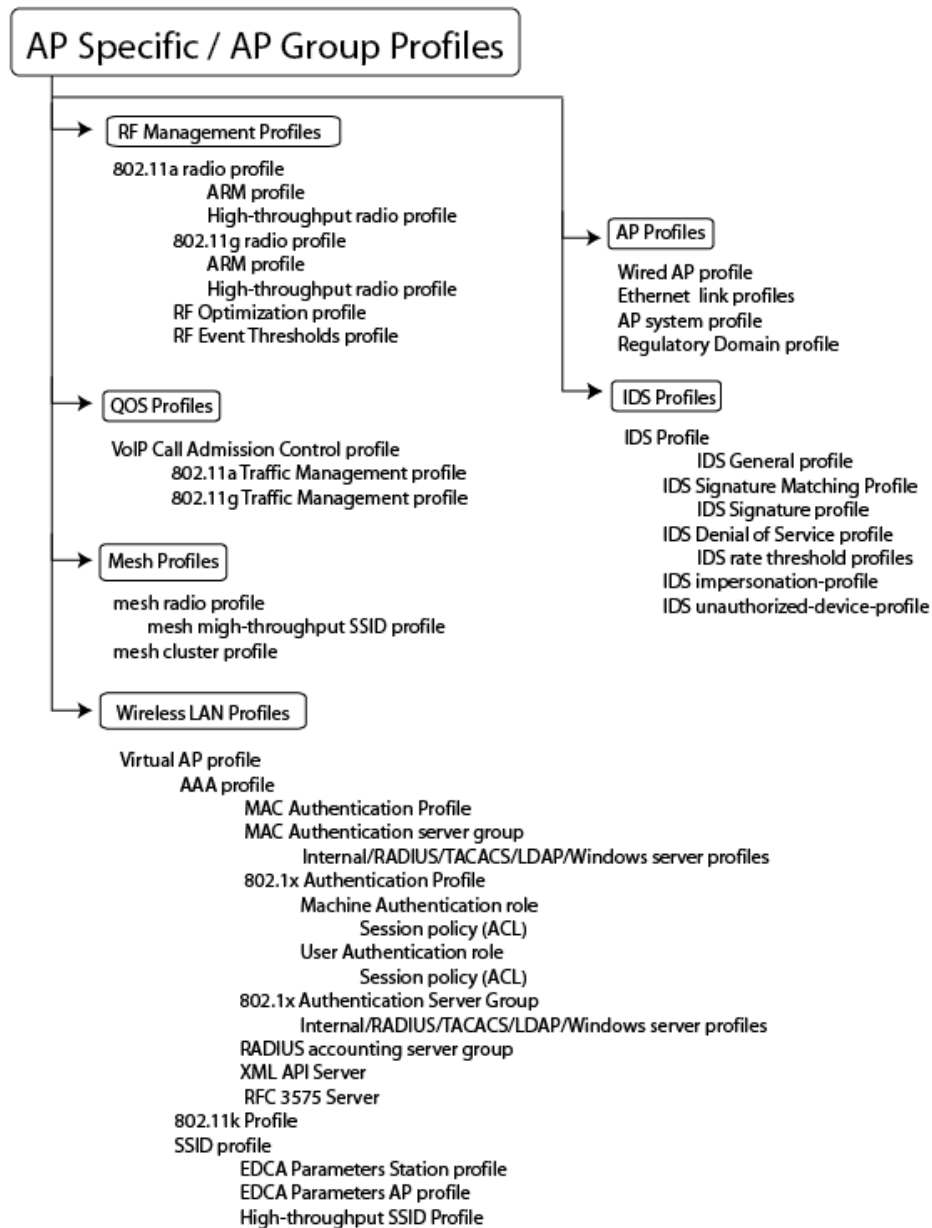 AP Specific / AP Group Profiles
RF Management Profiles
802.11a radio profile
ARM profile
High-throughput radio profile
802.11g radio profile
ARM profile
High-throughput radio profile
RF Optimization profile
RF Event Thresholds profile
QOS Profiles
VoIP Call Admission Control profile
802.11a Traffic Management profile
802.11g Traffic Management profile
Mesh Profiles
mesh radio profile
mesh migh-throughput SSID profile
mesh cluster profile
Wireless LAN Profiles
Virtual AP profile
AAA profile
MAC Authentication Profile
MAC Authentication server group
Internal/RADIUS/TACACS/LDAP/Windows server profiles
802.1x Authentication Profile
Machine Authentication role
Session policy (ACL)
User Authentication role
Session policy (ACL)
802.1x Authentication Server Group
Internal/RADIUS/TACACS/LDAP/Windows server profiles
RADIUS accounting server group
XML API Server
RFC 3575 Server
802.11k Profile
SSID profile
EDCA Parameters Station profile
EDCA Parameters AP profile
High-throughput SSID Profile
AP Profiles
Wired AP profile
Ethernet link profiles
AP system profile
Regulatory Domain profile
IDS Profiles
IDS Profile
IDS General profile
IDS Signature Matching Profile
IDS Signature profile
IDS Denial of Service profile
IDS rate threshold profiles
IDS impersonation-profile
IDS unauthorized-device-profile